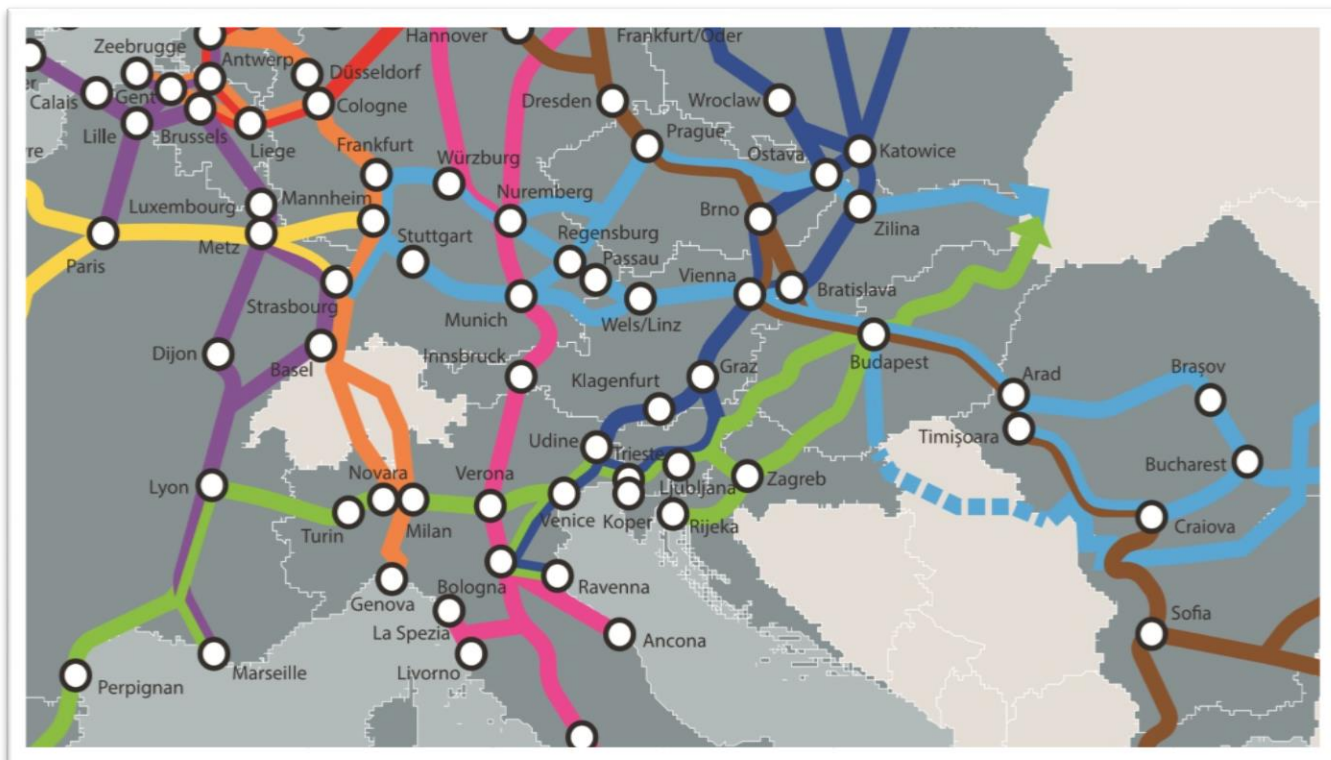 Hannover
Frankfurt/Oder
Zeebrugge
Antwerp
Düsseldorf
Calais
Gent
Cologne
Dresden
Wroclaw
Lille
Brussels
Liege
Frankfurt
Würzburg
Prague
Ostava
Katowice
rre
Luxembourg
Mannheim
Nuremberg
Brno
Zilina
Paris
Metz
Stuttgart
Regensburg
Passau
Vienna
Bratislava
Strasbourg
Munich
Wels/Linz
Dijon
Basel
Innsbruck
Klagenfurt
Graz
Budapest
Arad
Braşov
Udine
Timişoara
Trieste
Lyon
Novara
Verona
Ljubljana
Zagreb
Bucharest
Turin
Milan
Venice
Koper
Rijeka
Craiova
Genova
Bologna
Ravenna
La Spezia
Ancona
Sofia
Perpignan
Marseille
Livorno